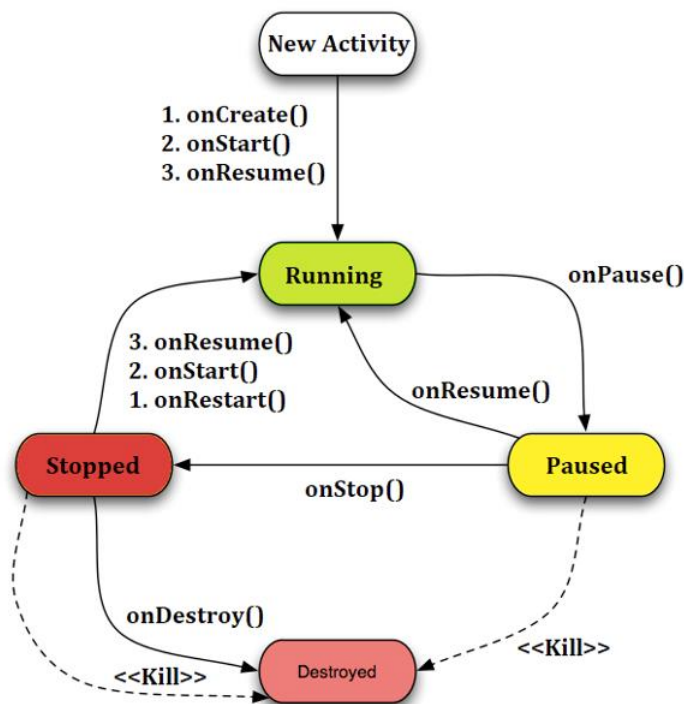 New Activity
1. onCreate()
2. onStart()
3. onResume()
Running
onPause()
3. onResume()
2. onStart()
1. onRestart()
onResume()
Stopped
Paused
onStop()
onDestroy()
<<Kill>>
Destroyed
<<Kill>>